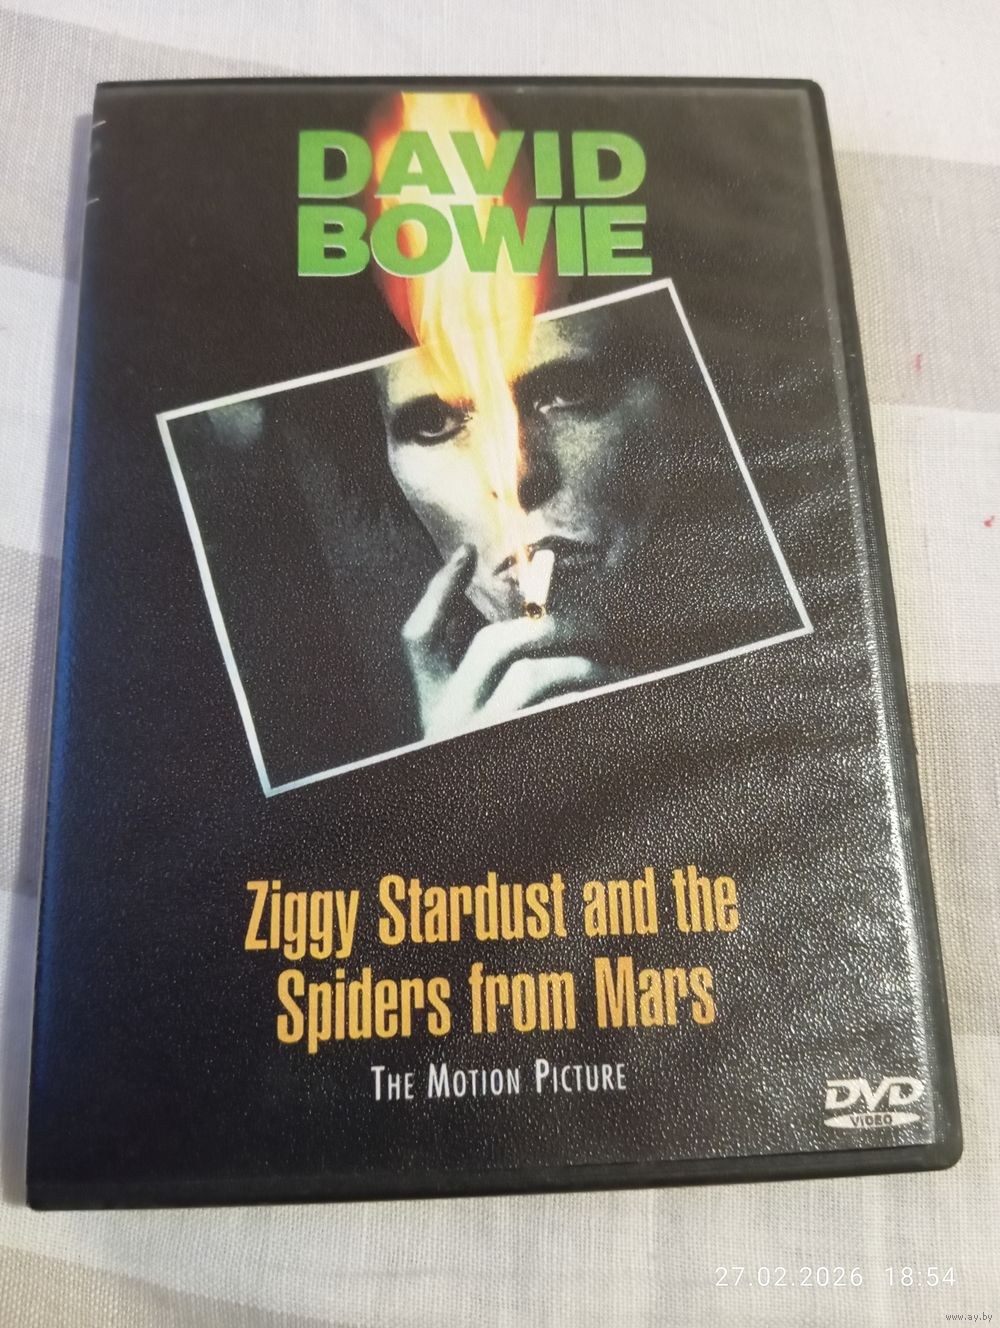 DAVID
BOWIE
Ziggy Stardust and the
Spiders from Mars
THE MOTION PICTURE
DVD
VIDEO
27.02.2026 18:54
www.ay.by